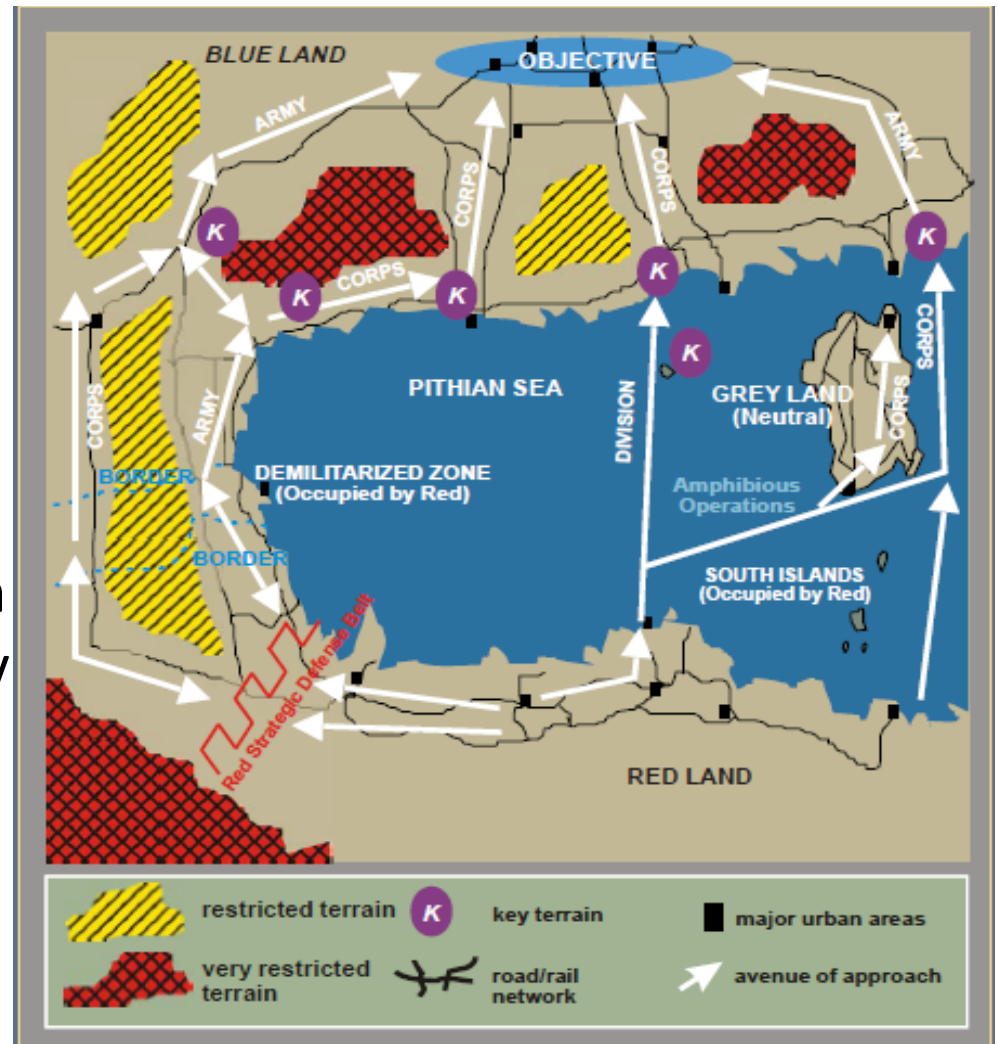 BLUE LAND
OBJECTIVE
ARMY
ARMY
CORPS
CORPS
K
K
CORPS
K
K
K
K
CORPS
PITHIAN SEA
GREY LAND
(Neutral)
CORPS
CORPS
ARMY
DIVISION
BORDER
DEMILITARIZED ZONE
(Occupied by Red)
Amphibious
Operations
BORDER
SOUTH ISLANDS
(Occupied by Red)
Red Strategic Defense Belt
RED LAND
restricted terrain
K
key terrain
major urban areas
very restricted
terrain
road/rail
network
avenue of approach